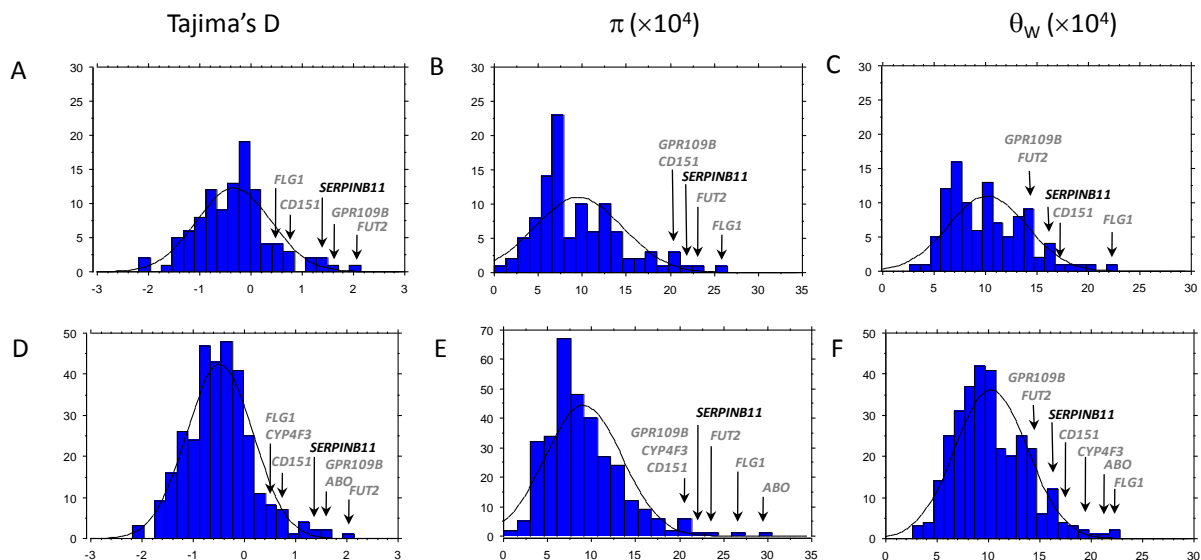 Tajima's D
π (×10⁴)
θW (×10⁴)
A
30
25
20
15
10
5
0
-3 -2 -1 0 1 2 3
FLG1
CD151
SERPINB11
GPR109B
FUT2
B
30
25
20
15
10
5
0
0 5 10 15 20 25 30 35
GPR109B
CD151
SERPINB11
FUT2
FLG1
C
30
25
20
15
10
5
0
0 5 10 15 20 25 30
GPR109B
FUT2
SERPINB11
CD151
FLG1
D
50
40
30
20
10
0
-3 -2 -1 0 1 2 3
FLG1
CYP4F3
CD151
SERPINB11
GPR109B
ABO
FUT2
E
70
60
50
40
30
20
10
0
0 5 10 15 20 25 30 35
GPR109B
CYP4F3
CD151
SERPINB11
FUT2
FLG1
ABO
F
50
40
30
20
10
0
0 5 10 15 20 25 30
GPR109B
FUT2
SERPINB11
CD151
CYP4F3
ABO
FLG1